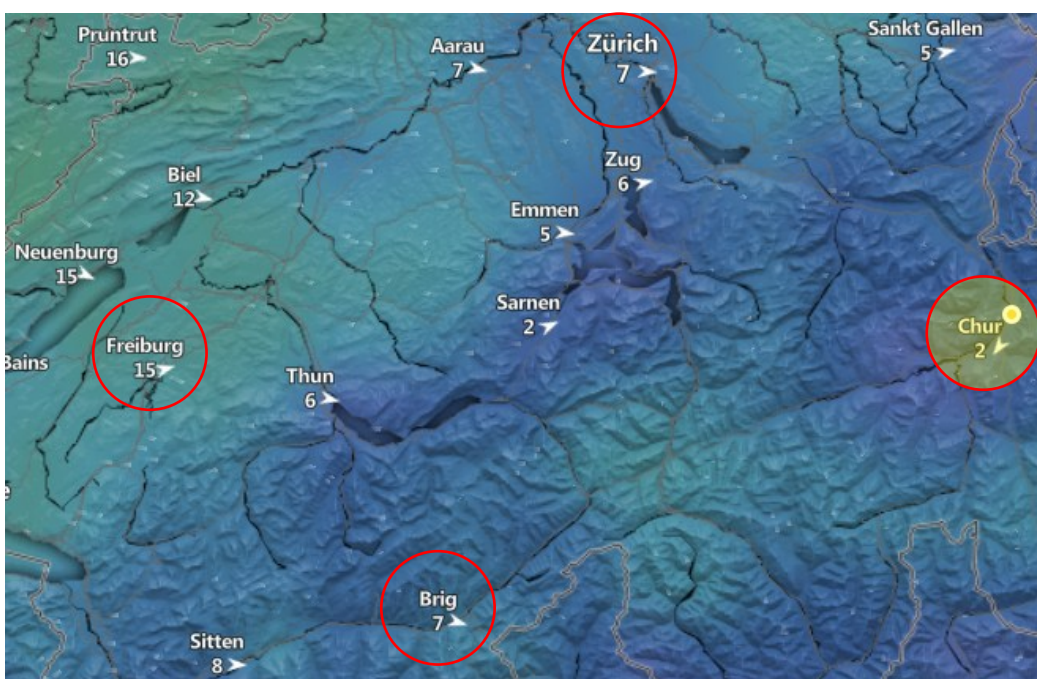 Pruntrut
16
Aarau
7
Zürich
7
Sankt Gallen
5
Biel
12
Zug
6
Emmen
5
Neuenburg
15
Sarnen
2
Chur
2
Freiburg
15
Bains
Thun
6
e
Brig
7
Sitten
8